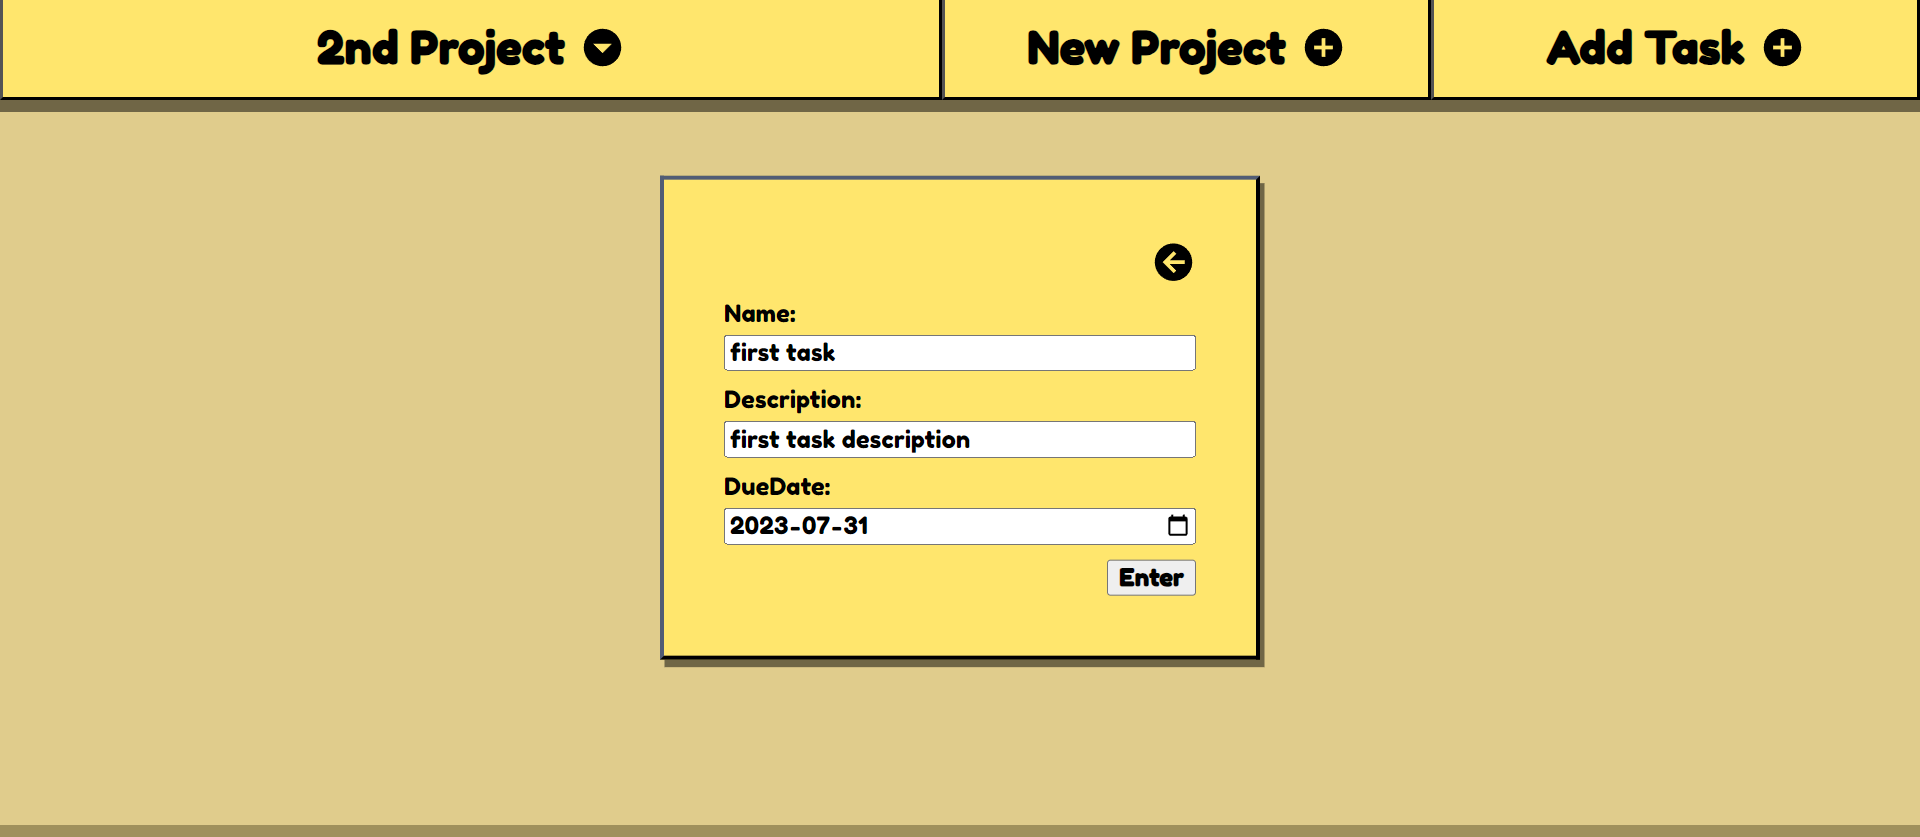 2nd Project
New Project
Add Task
Name:
first task
Description:
first task description
DueDate:
2023-07-31
Enter